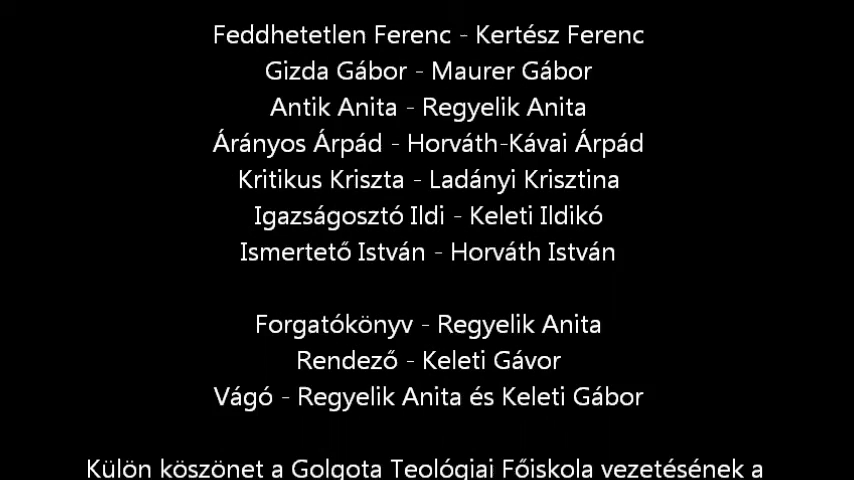 Feddhetetlen Ferenc - Kertész Ferenc
Gizda Gábor - Maurer Gábor
Antik Anita - Regyelik Anita
Árányos Árpád - Horváth-Kávai Árpád
Kritikus Kriszta - Ladányi Krisztina
Igazságosztó Ildi - Keleti Ildikó
Ismertető István - Horváth István
Forgatókönyv - Regyelik Anita
Rendező - Keleti Gávor
Vágó - Regyelik Anita és Keleti Gábor
Külön köszönet a Golgota Teológiai Főiskola vezetésének a